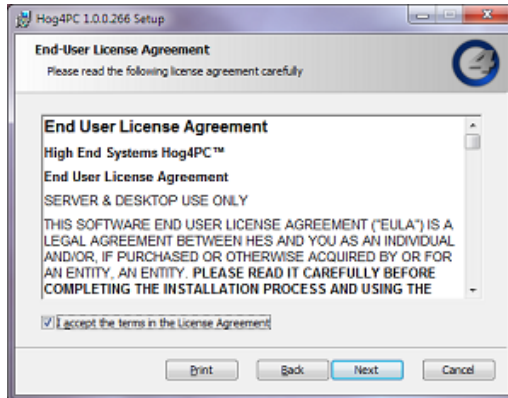 Hog4PC 1.0.0.266 Setup
End-User License Agreement
Please read the following license agreement carefully
4
End User License Agreement
High End Systems Hog4PC™
End User License Agreement
SERVER & DESKTOP USE ONLY
THIS SOFTWARE END USER LICENSE AGREEMENT ("EULA") IS A
LEGAL AGREEMENT BETWEEN HES AND YOU AS AN INDIVIDUAL
AND/OR, IF PURCHASED OR OTHERWISE ACQUIRED BY OR FOR
AN ENTITY, AN ENTITY. PLEASE READ IT CAREFULLY BEFORE
COMPLETING THE INSTALLATION PROCESS AND USING THE
I accept the terms in the License Agreement
Print Back Next Cancel